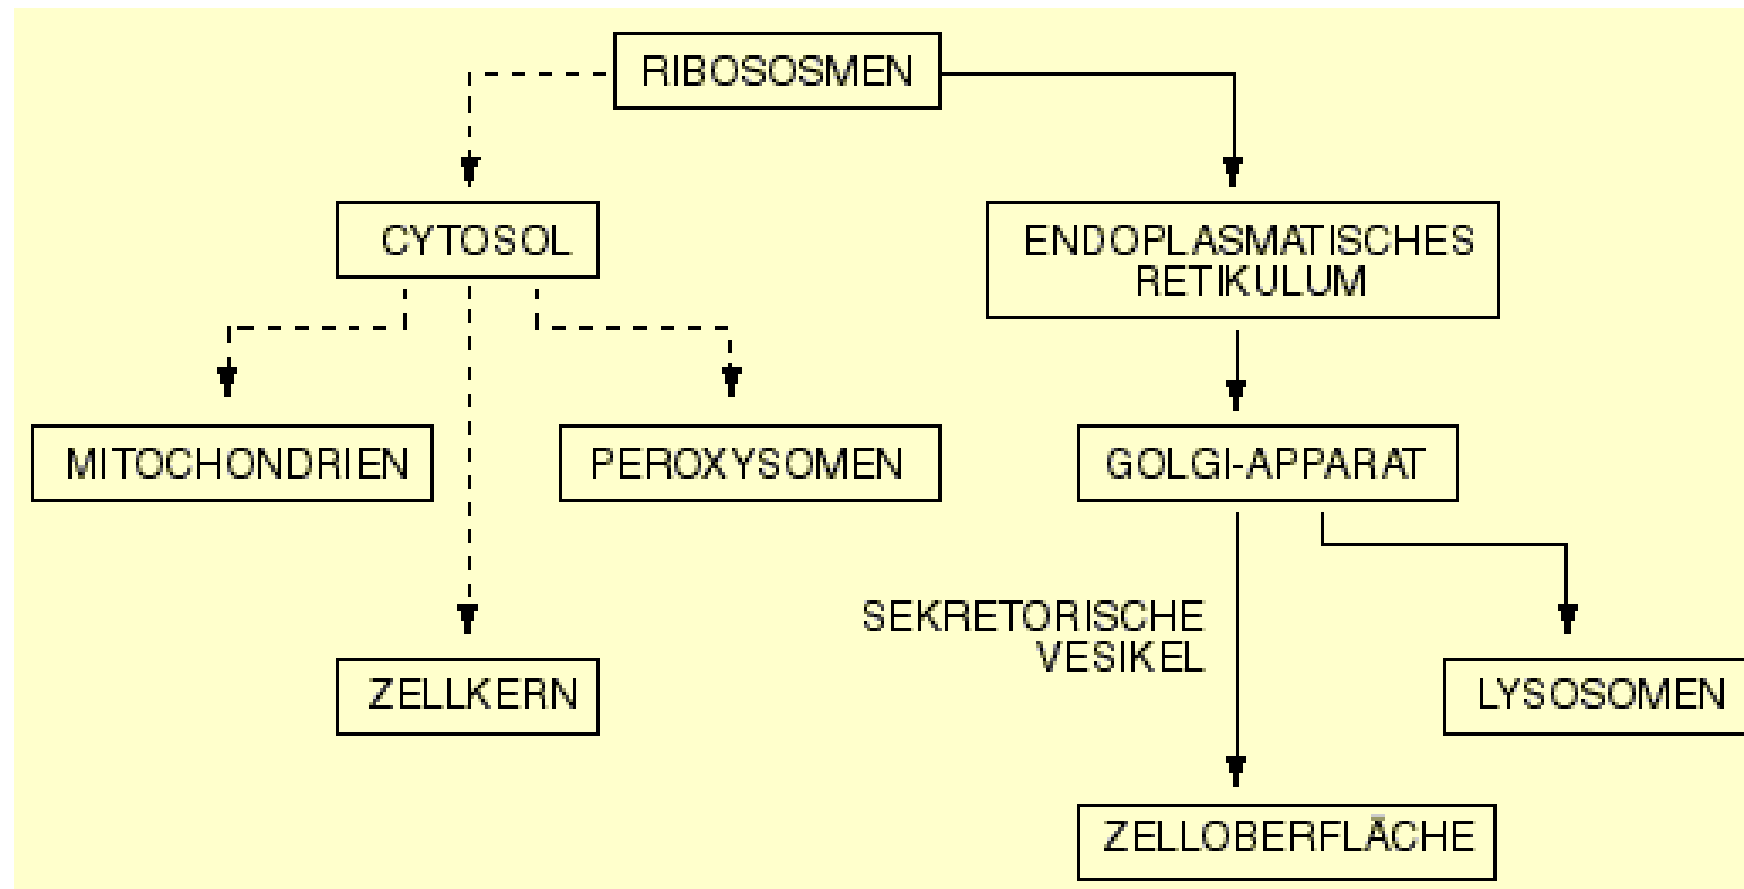 RIBOSOSMEN
CYTOSOL
ENDOPLASMATISCHES
RETIKULUM
MITOCHONDRIEN
PEROXYSOMEN
GOLGI-APPARAT
SEKRETORISCHE
VESIKEL
ZELLKERN
LYSOSOMEN
ZELLOBERFLÄCHE